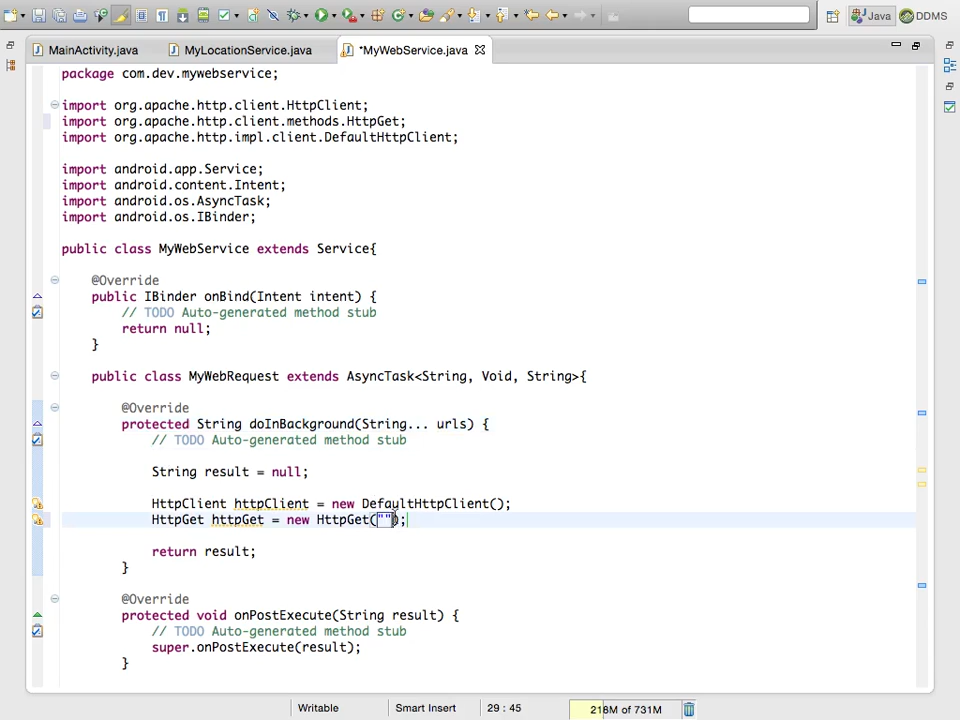 Java DDMS
MainActivity.java MyLocationService.java *MyWebService.java
package com.dev.mywebservice;
import org.apache.http.client.HttpClient;
import org.apache.http.client.methods.HttpGet;
import org.apache.http.impl.client.DefaultHttpClient;
import android.app.Service;
import android.content.Intent;
import android.os.AsyncTask;
import android.os.IBinder;
public class MyWebService extends Service{
@Override
public IBinder onBind(Intent intent) {
// TODO Auto-generated method stub
return null;
}
public class MyWebRequest extends AsyncTask<String, Void, String>{
@Override
protected String doInBackground(String... urls) {
// TODO Auto-generated method stub
String result = null;
HttpClient httpClient = new DefaultHttpClient();
HttpGet httpGet = new HttpGet("");
return result;
}
@Override
protected void onPostExecute(String result) {
// TODO Auto-generated method stub
super.onPostExecute(result);
}
Writable Smart Insert 29 : 45 218M of 731M